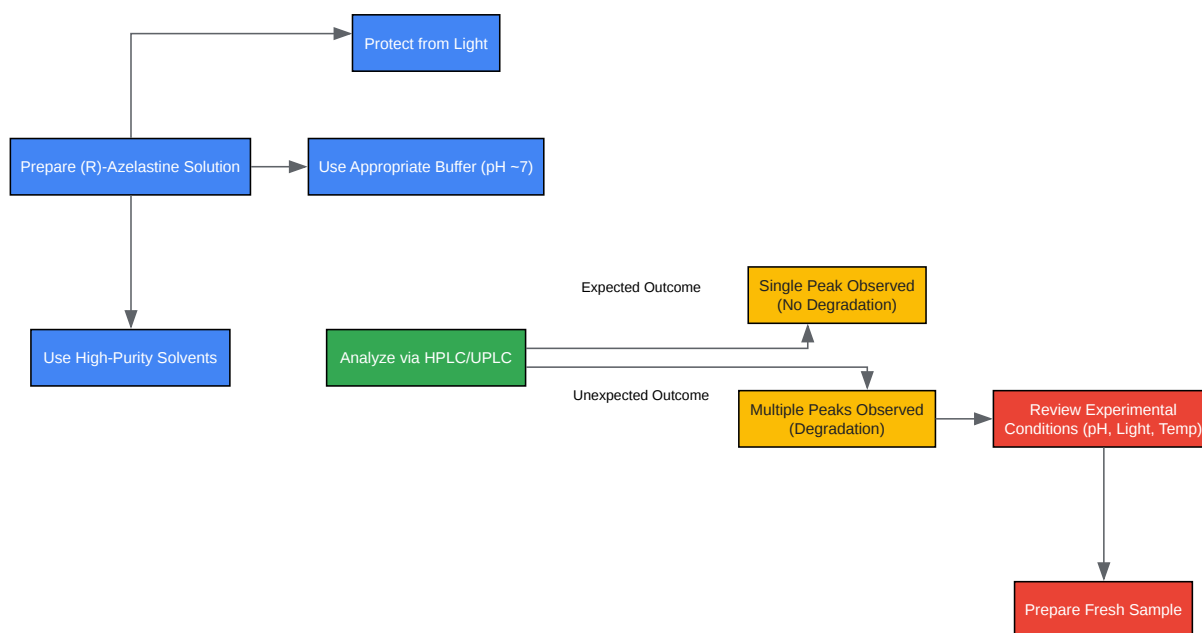 Protect from Light
Prepare (R)-Azelastine Solution
Use Appropriate Buffer (pH ~7)
Expected Outcome
Single Peak Observed
(No Degradation)
Use High-Purity Solvents
Analyze via HPLC/UPLC
Unexpected Outcome
Multiple Peaks Observed
(Degradation)
Review Experimental
Conditions (pH, Light, Temp)
Prepare Fresh Sample